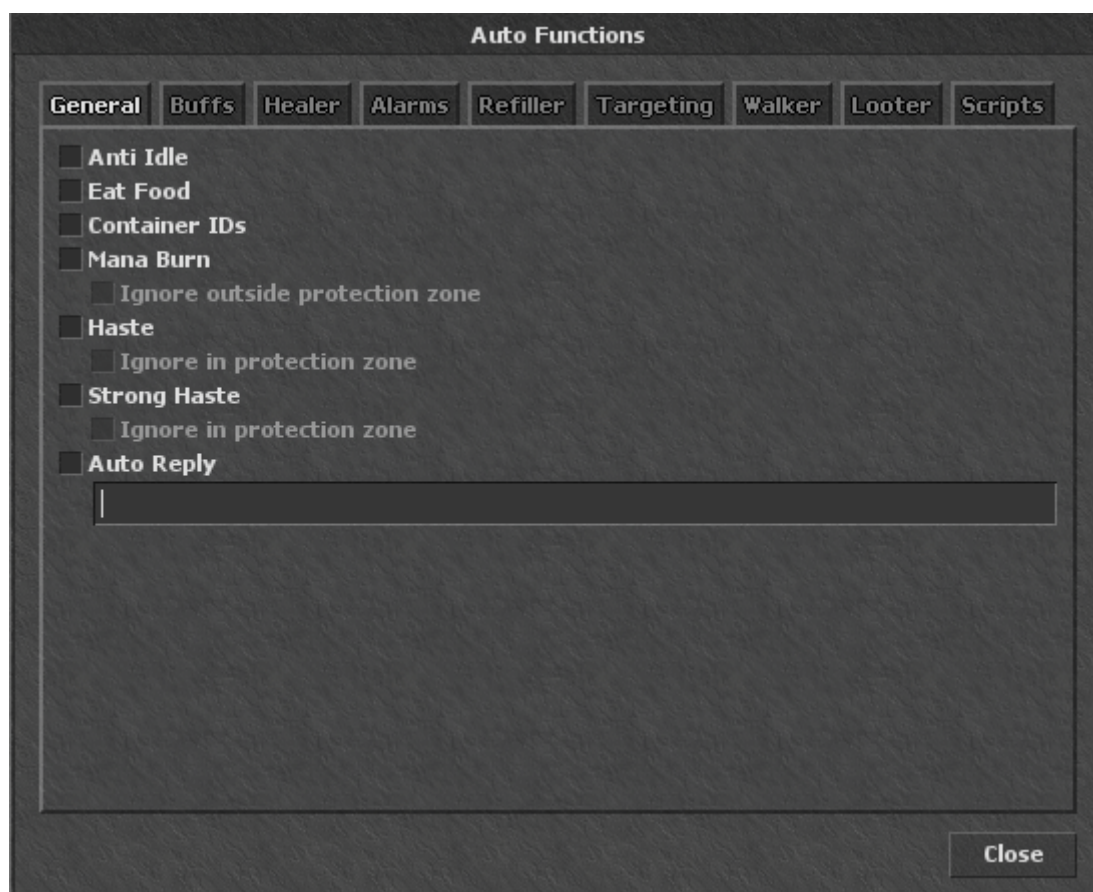 Auto Functions
General Buffs Healer Alarms Refiller Targeting Walker Looter Scripts
Anti Idle
Eat Food
Container IDs
Mana Burn
Ignore outside protection zone
Haste
Ignore in protection zone
Strong Haste
Ignore in protection zone
Auto Reply
Close